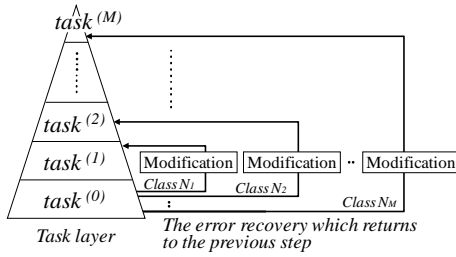 task(M)
task(2)
task(1)
task(0)
Modification
Modification
Modification
Class N1
Class N2
Class NM
Task layer
The error recovery which returns
to the previous step